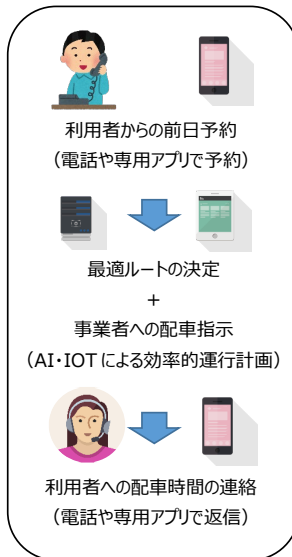 利用者からの前日予約
（電話や専用アプリで予約）
最適ルートの決定
+
事業者への配車指示
（AI・IOTによる効率的運行計画）
利用者への配車時間の連絡
（電話や専用アプリで返信）